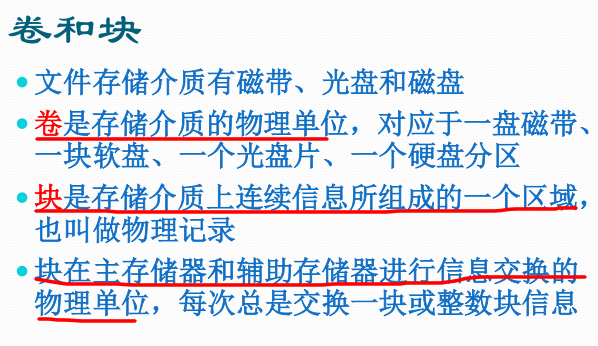 卷和块
文件存储介质有磁带、光盘和磁盘
卷是存储介质的物理单位，对应于一盘磁带、
一块软盘、一个光盘片、一个硬盘分区
块是存储介质上连续信息所组成的一个区域，
也叫做物理记录
块在主存储器和辅助存储器进行信息交换的
物理单位，每次总是交换一块或整数块信息